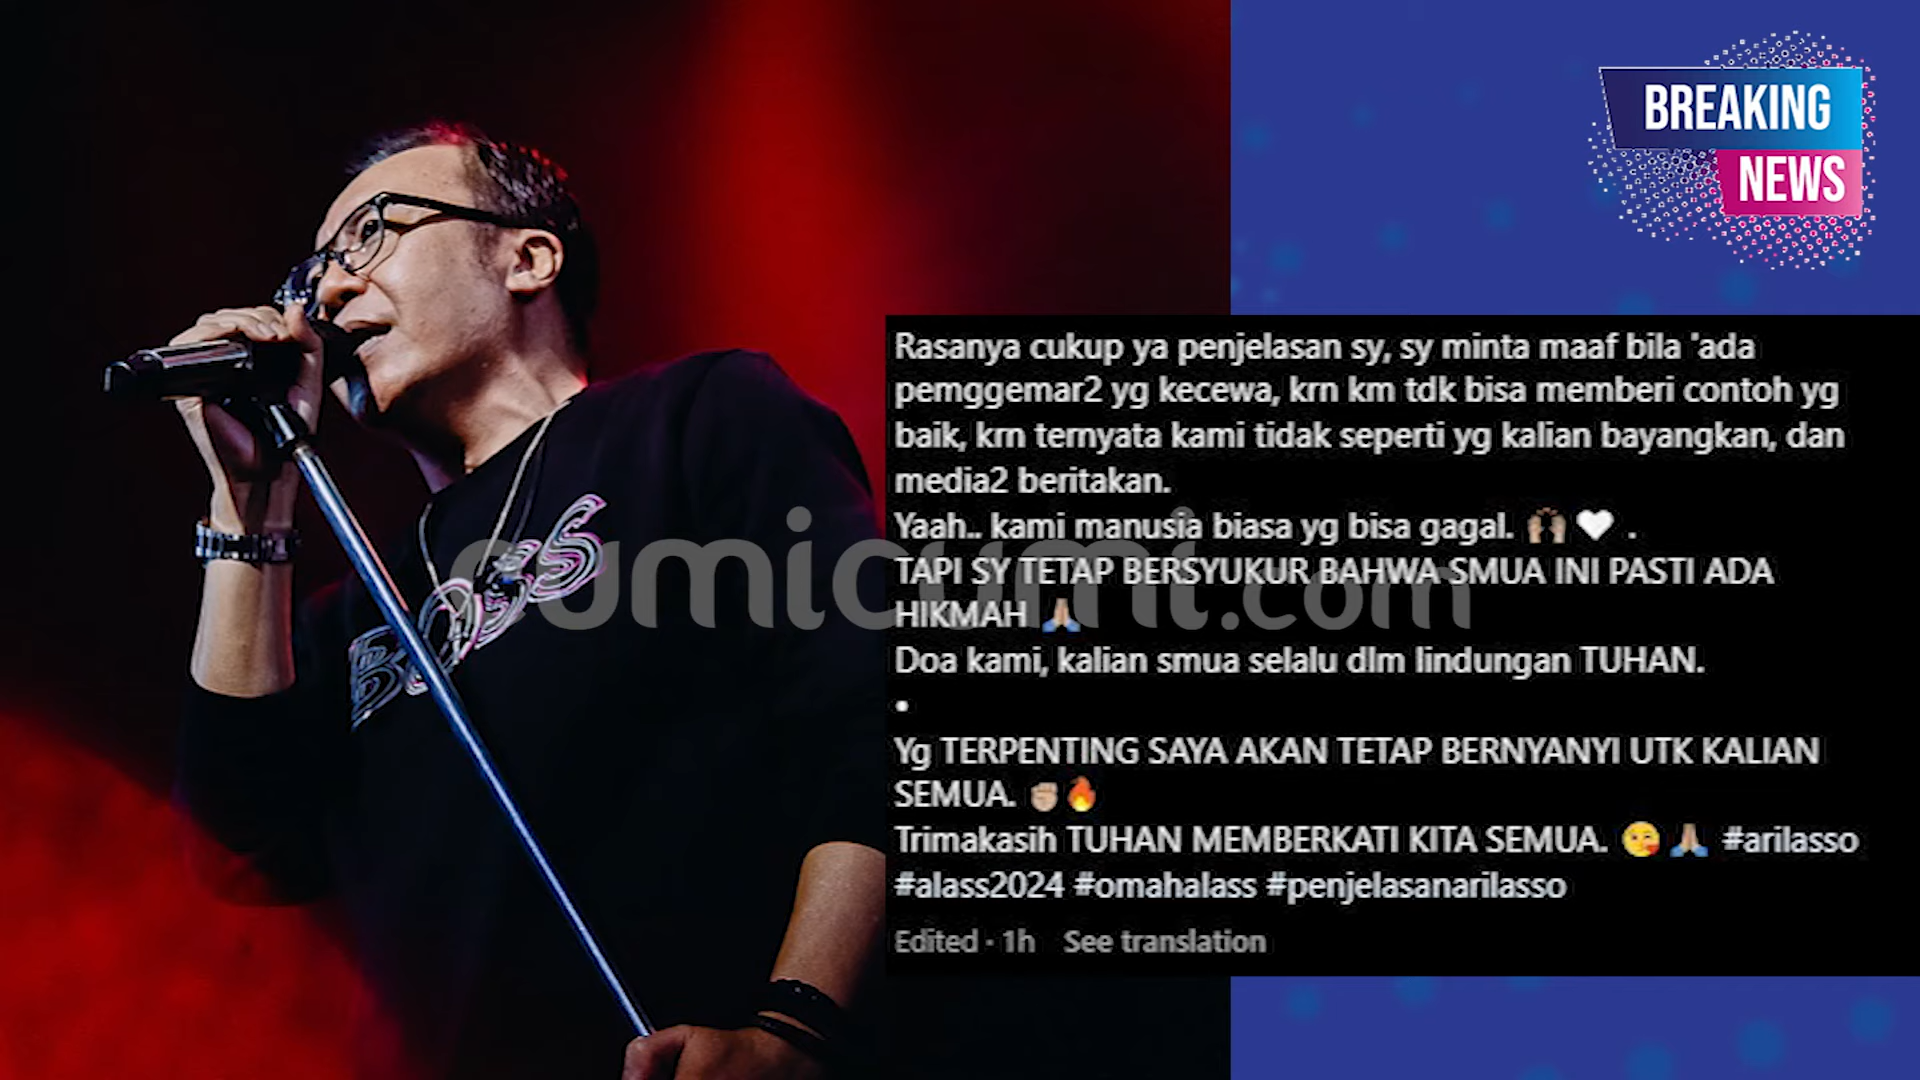 BREAKING
NEWS
Rasanya cukup ya penjelasan sy, sy minta maaf bila 'ada
pemggemar2 yg kecewa, krn km tdk bisa memberi contoh yg
baik, krn ternyata kami tidak seperti yg kalian bayangkan, dan
media2 beritakan.
Yaah.. kami manusia biasa yg bisa gagal. 🙌🏼 🤍 .
TAPI SY TETAP BERSYUKUR BAHWA SMUA INI PASTI ADA
HIKMAH 🙏🏼
Doa kami, kalian smua selalu dlm lindungan TUHAN.
•
Yg TERPENTING SAYA AKAN TETAP BERNYANYI UTK KALIAN
SEMUA. ✊🏼🔥
Trimakasih TUHAN MEMBERKATI KITA SEMUA. 😘🙏🏼 #arilasso
#alass2024 #omahalass #penjelasanarilasso
Edited · 1h See translation
cumicumi.com
BOSS